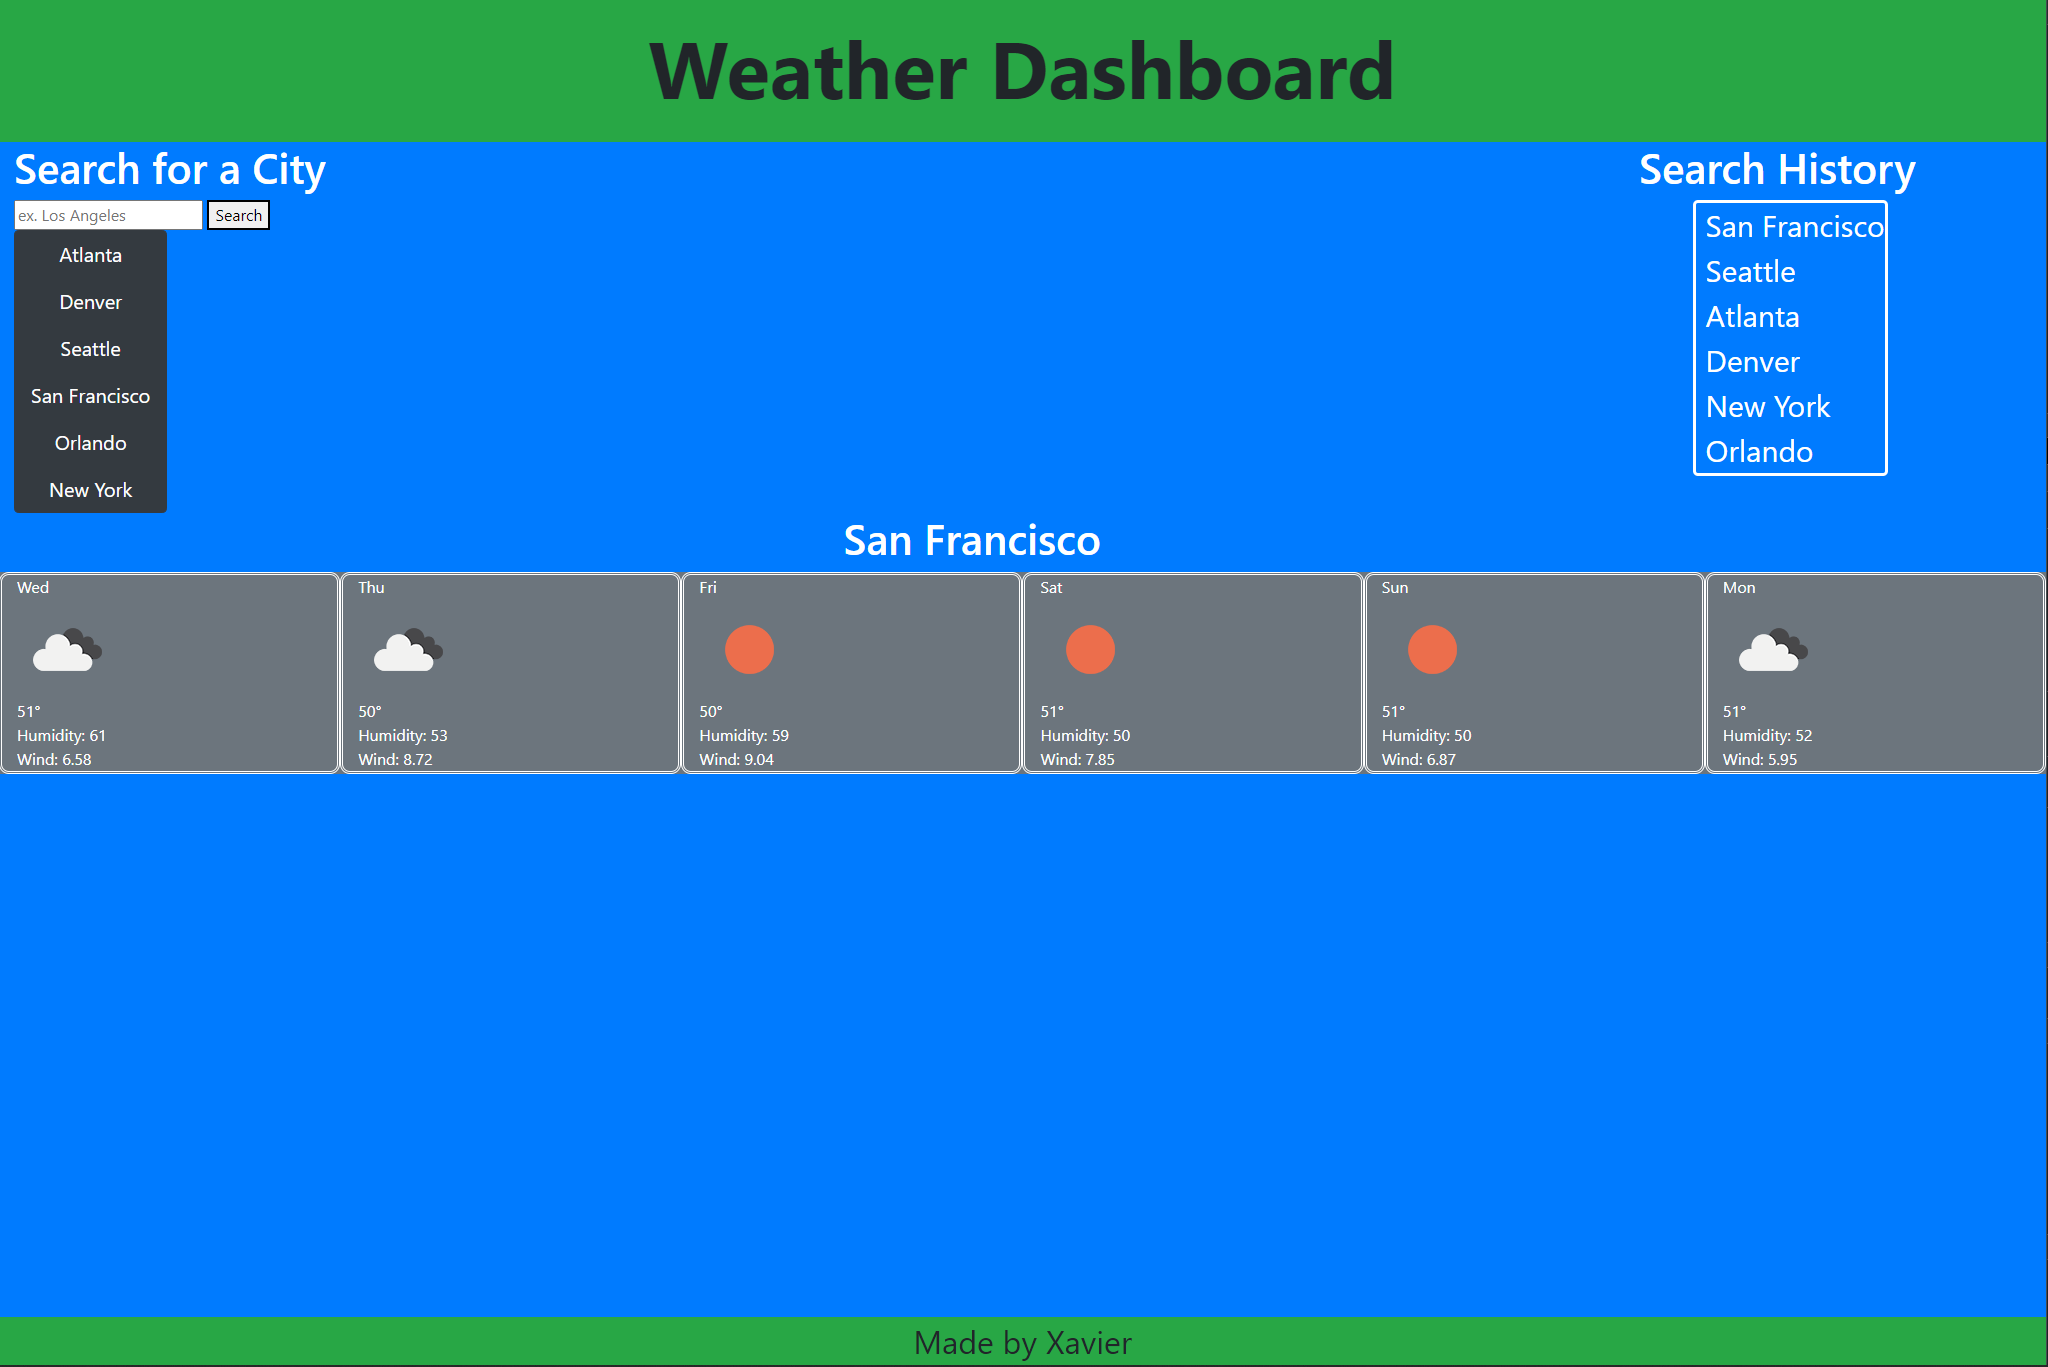 Weather Dashboard
Search for a City
ex. Los Angeles
Search
Atlanta
Denver
Seattle
San Francisco
Orlando
New York
Search History
San Francisco
Seattle
Atlanta
Denver
New York
Orlando
San Francisco
Wed
51°
Humidity: 61
Wind: 6.58
Thu
50°
Humidity: 53
Wind: 8.72
Fri
50°
Humidity: 59
Wind: 9.04
Sat
51°
Humidity: 50
Wind: 7.85
Sun
51°
Humidity: 50
Wind: 6.87
Mon
51°
Humidity: 52
Wind: 5.95
Made by Xavier